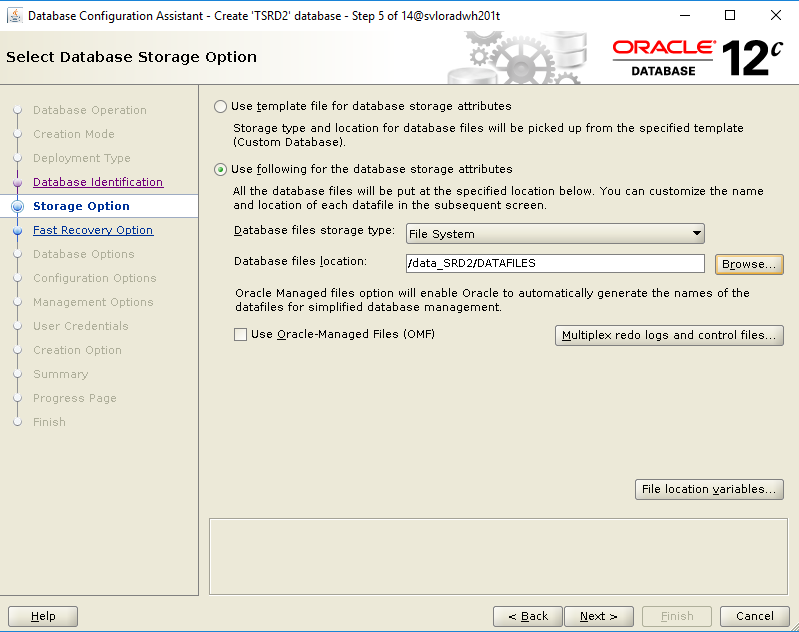 Database Configuration Assistant - Create 'TSRD2' database - Step 5 of 14@svloradwh201t
Select Database Storage Option
ORACLE
DATABASE
12c
Database Operation
Creation Mode
Deployment Type
Database Identification
Storage Option
Fast Recovery Option
Database Options
Configuration Options
Management Options
User Credentials
Creation Option
Summary
Progress Page
Finish
Use template file for database storage attributes
Storage type and location for database files will be picked up from the specified template
(Custom Database).
Use following for the database storage attributes
All the database files will be put at the specified location below. You can customize the name
and location of each datafile in the subsequent screen.
Database files storage type: File System
Database files location: /data_SRD2/DATAFILES Browse...
Oracle Managed files option will enable Oracle to automatically generate the names of the
datafiles for simplified database management.
Use Oracle-Managed Files (OMF) Multiplex redo logs and control files...
File location variables...
Help < Back Next > Finish Cancel